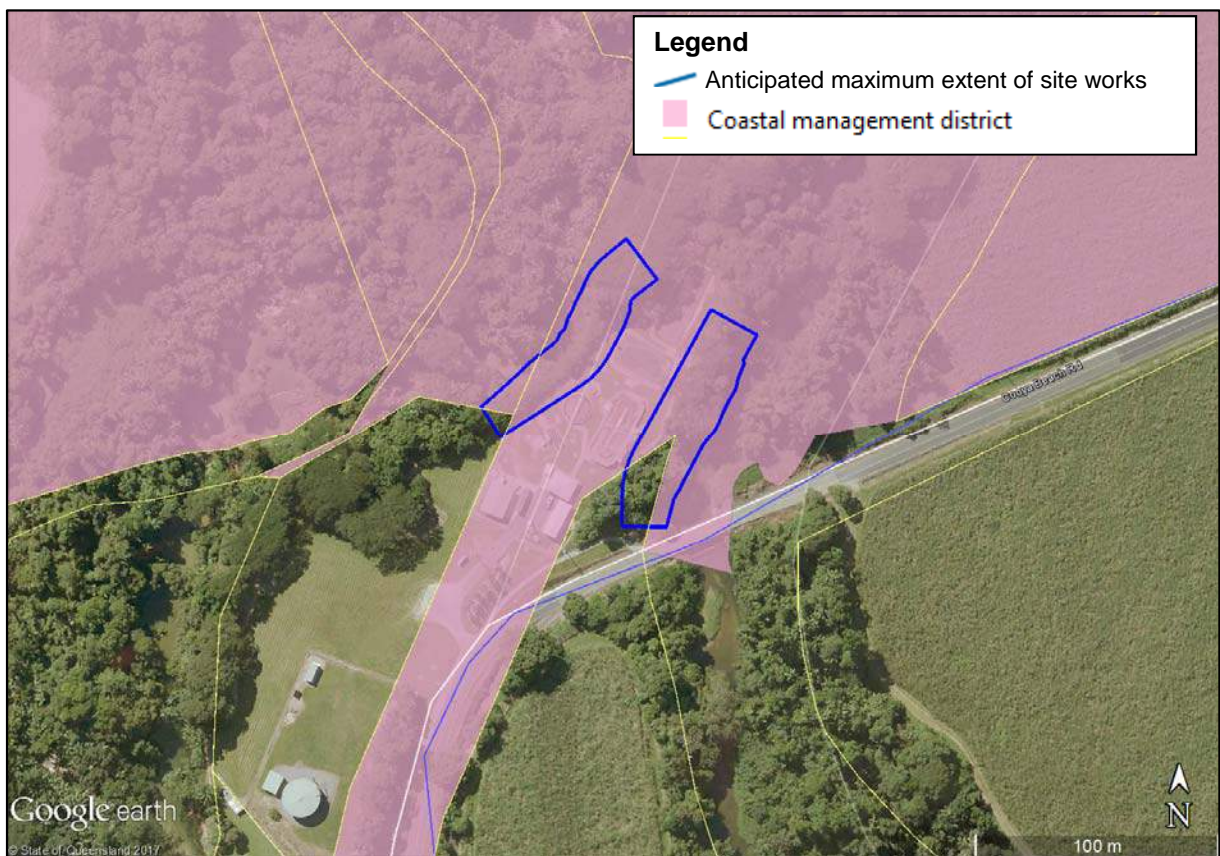 Legend
Anticipated maximum extent of site works
Coastal management district
Cooya Beach Rd
Google earth
N
© State of Queensland 2017
100 m